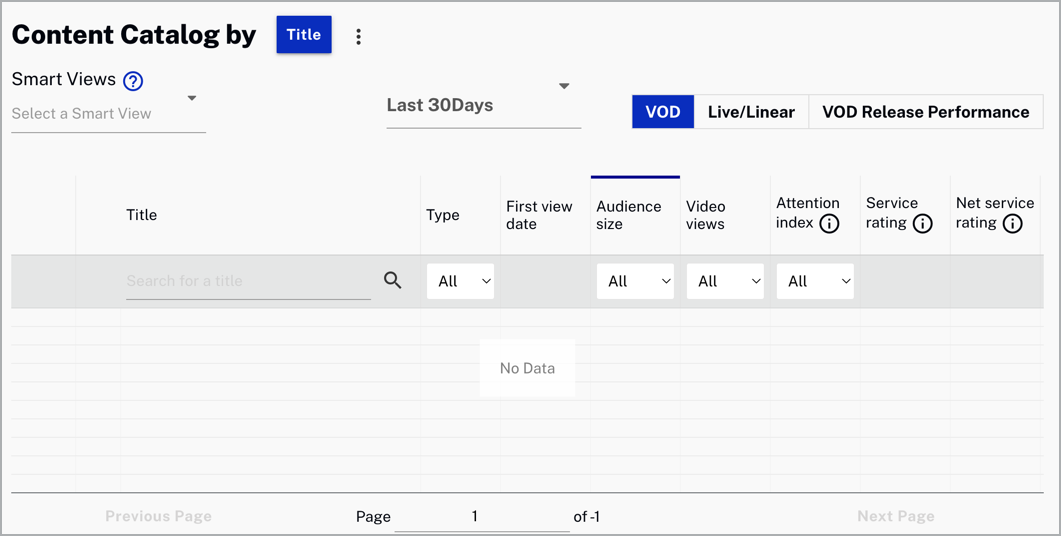 Content Catalog by Title
Smart Views ?
Select a Smart View
Last 30Days
VOD Live/Linear VOD Release Performance
Title
Type
First view
date
Audience
size
Video
views
Attention
index i
Service
rating i
Net service
rating i
Search for a title
All
All
All
All
No Data
Previous Page
Page 1 of -1
Next Page